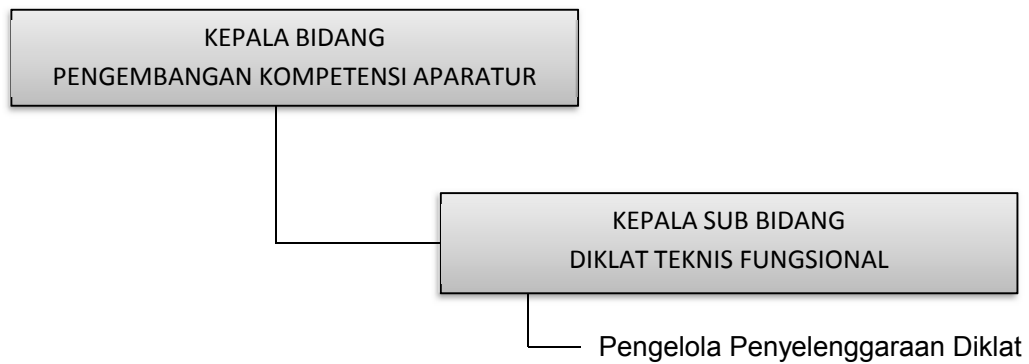 KEPALA BIDANG
PENGEMBANGAN KOMPETENSI APARATUR
KEPALA SUB BIDANG
DIKLAT TEKNIS FUNGSIONAL
Pengelola Penyelenggaraan Diklat